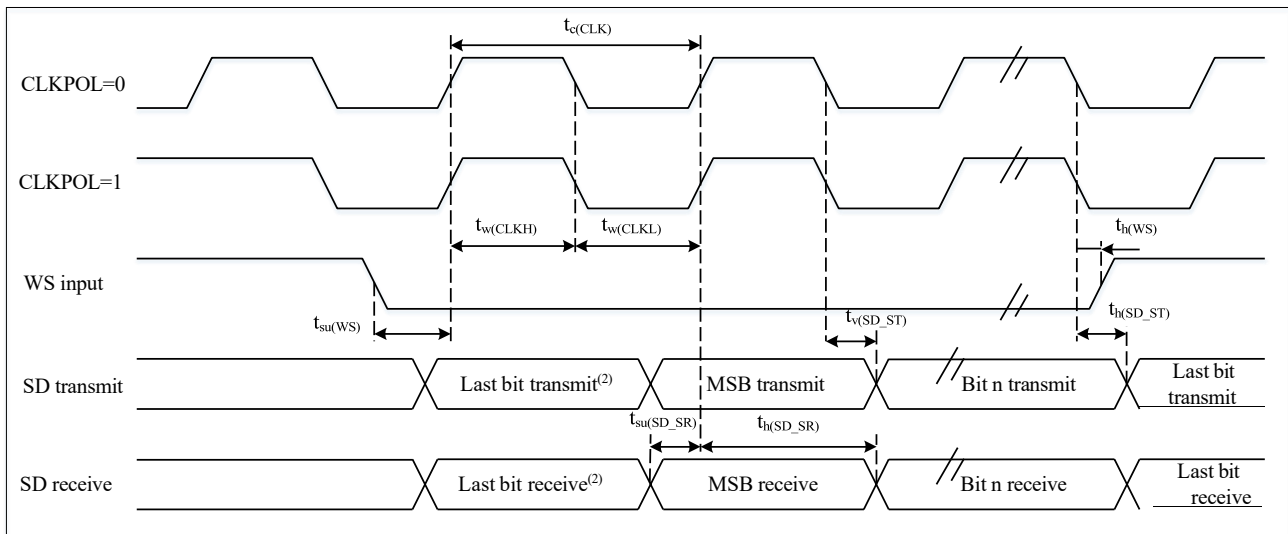 tc(CLK)
CLKPOL=0
CLKPOL=1
tw(CLKH)
tw(CLKL)
th(WS)
WS input
tsu(WS)
tv(SD_ST)
th(SD_ST)
SD transmit
Last bit transmit(2)
MSB transmit
Bit n transmit
Last bit
transmit
tsu(SD_SR)
th(SD_SR)
SD receive
Last bit receive(2)
MSB receive
Bit n receive
Last bit
receive